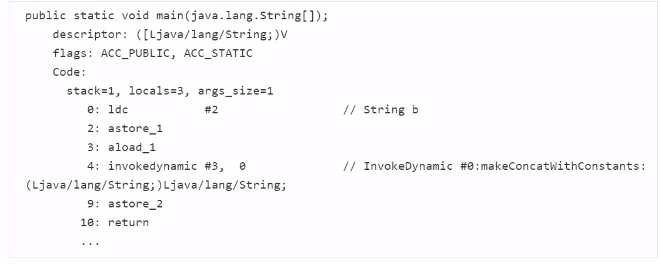 public static void main(java.lang.String[]);
    descriptor: ([Ljava/lang/String;)V
    flags: ACC_PUBLIC, ACC_STATIC
    Code:
      stack=1, locals=3, args_size=1
         0: ldc           #2                  // String b
         2: astore_1
         3: aload_1
         4: invokedynamic #3,  0              // InvokeDynamic #0:makeConcatWithConstants:
(Ljava/lang/String;)Ljava/lang/String;
         9: astore_2
        10: return
        ...